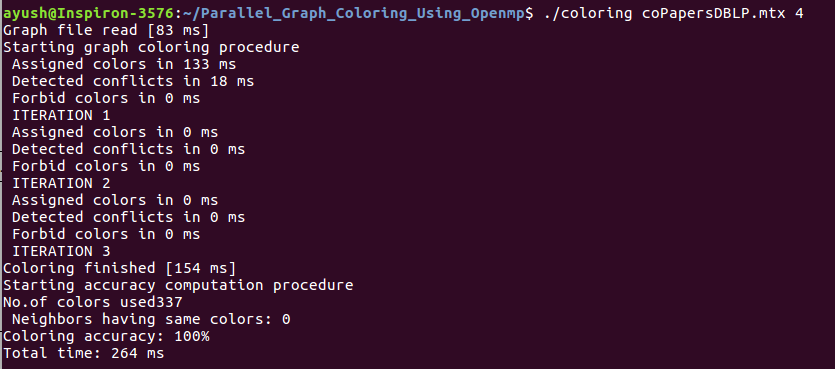 ayush@Inspiron-3576:~/Parallel_Graph_Coloring_Using_Openmp$ ./coloring coPapersDBLP.mtx 4
Graph file read [83 ms]
Starting graph coloring procedure
 Assigned colors in 133 ms
 Detected conflicts in 18 ms
 Forbid colors in 0 ms
 ITERATION 1
 Assigned colors in 0 ms
 Detected conflicts in 0 ms
 Forbid colors in 0 ms
 ITERATION 2
 Assigned colors in 0 ms
 Detected conflicts in 0 ms
 Forbid colors in 0 ms
 ITERATION 3
Coloring finished [154 ms]
Starting accuracy computation procedure
No.of colors used337
 Neighbors having same colors: 0
Coloring accuracy: 100%
Total time: 264 ms